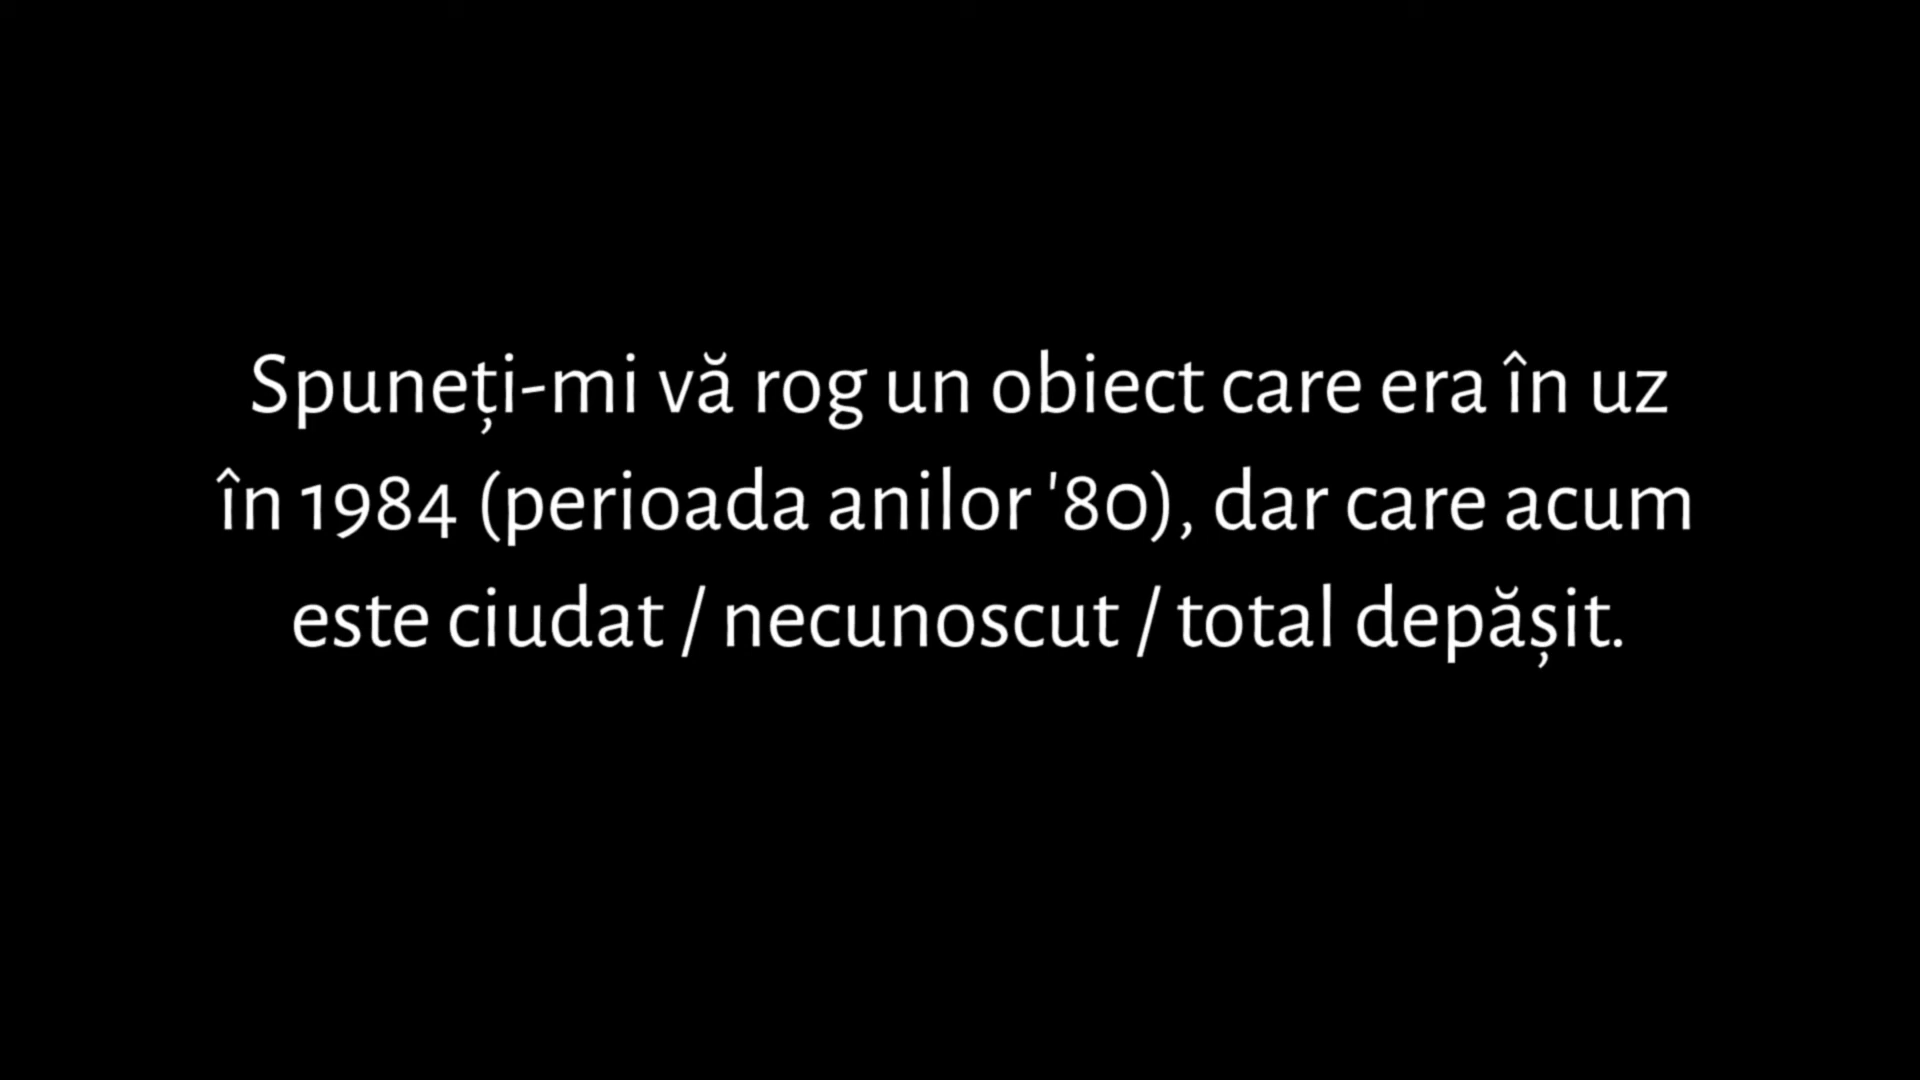 Spuneți-mi vă rog un obiect care era în uz
în 1984 (perioada anilor '80), dar care acum
este ciudat / necunoscut / total depășit.